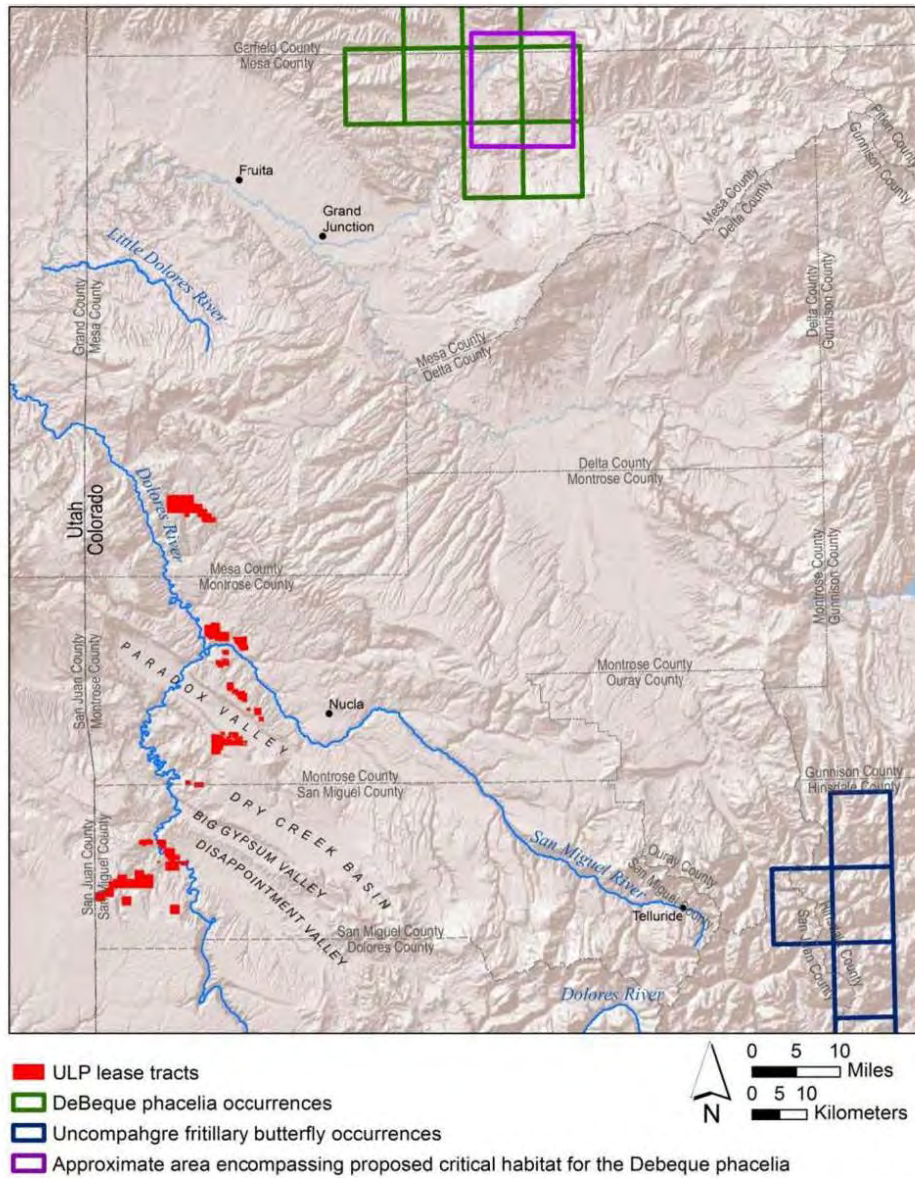 Garfield County
Mesa County
Pitkin County
Gunnison County
Fruita
Grand
Junction
Mesa County
Delta County
Little Dolores River
Grand County
Mesa County
Delta County
Gunnison County
Mesa County
Delta County
Delta County
Montrose County
Utah
Colorado
Dolores River
Mesa County
Montrose County
Montrose County
Gunnison County
San Juan County
Montrose County
PARADOX VALLEY
Montrose County
Ouray County
Nucla
Montrose County
San Miguel County
Gunnison County
Hinsdale County
DRY CREEK BASIN
BIG GYPSUM VALLEY
DISAPPOINTMENT VALLEY
San Juan County
San Miguel County
San Miguel River
Ouray County
San Miguel County
Telluride
Hinsdale County
San Juan County
San Miguel County
Dolores County
Dolores River
ULP lease tracts
DeBeque phacelia occurrences
Uncompahgre fritillary butterfly occurrences
Approximate area encompassing proposed critical habitat for the Debeque phacelia
N
0 5 10
Miles
0 5 10
Kilometers